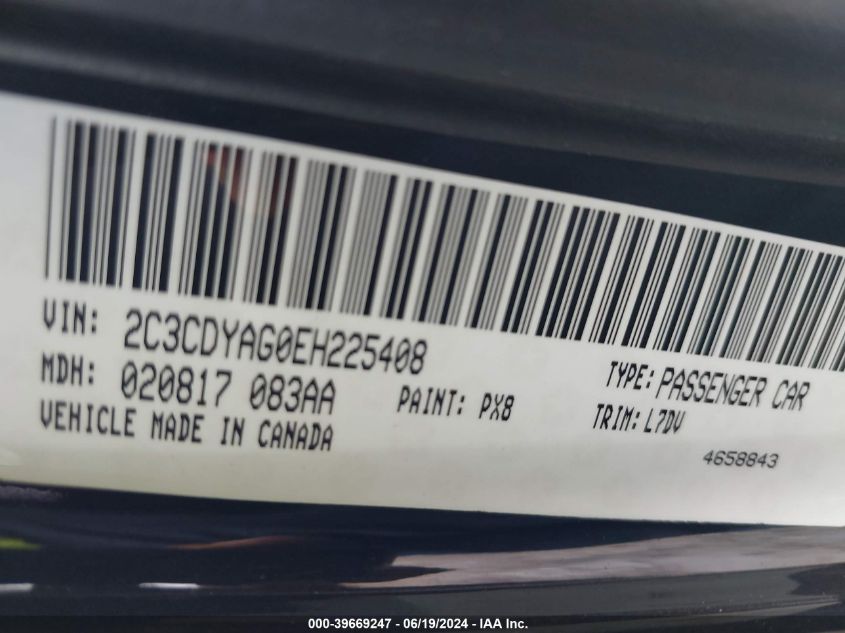 VIN: 2C3CDYAG0EH225408
MDH: 020817 083AA PAINT: PX8 TYPE: PASSENGER CAR
VEHICLE MADE IN CANADA TRIM: L7DV
4658843
000-39669247 - 06/19/2024 - IAA Inc.